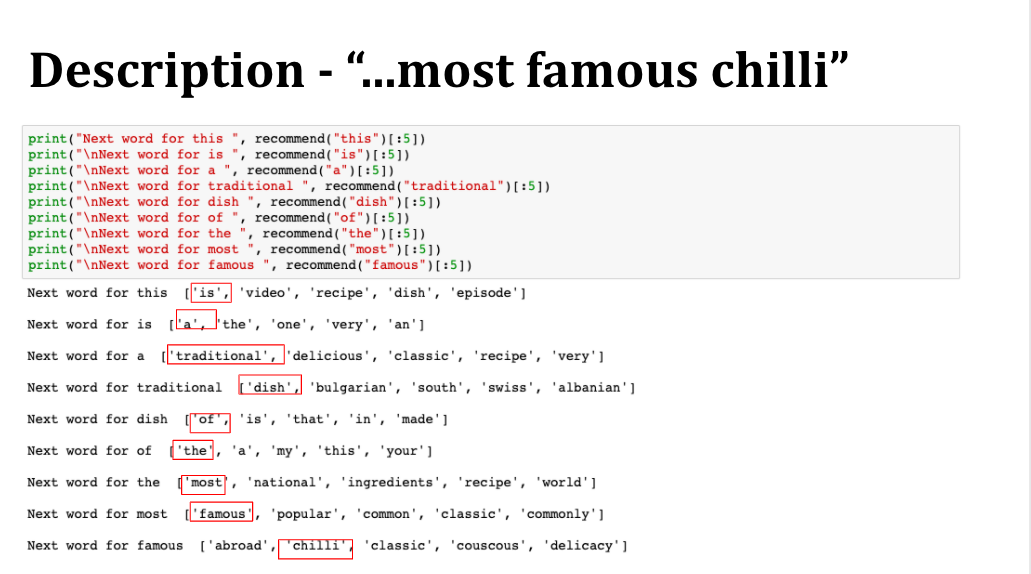 Description - “…most famous chilli”
print("Next word for this ", recommend("this")[:5])
print("\nNext word for is ", recommend("is")[:5])
print("\nNext word for a ", recommend("a")[:5])
print("\nNext word for traditional ", recommend("traditional")[:5])
print("\nNext word for dish ", recommend("dish")[:5])
print("\nNext word for of ", recommend("of")[:5])
print("\nNext word for the ", recommend("the")[:5])
print("\nNext word for most ", recommend("most")[:5])
print("\nNext word for famous ", recommend("famous")[:5])
Next word for this  ['is', 'video', 'recipe', 'dish', 'episode']
Next word for is  ['a', 'the', 'one', 'very', 'an']
Next word for a  ['traditional', 'delicious', 'classic', 'recipe', 'very']
Next word for traditional  ['dish', 'bulgarian', 'south', 'swiss', 'albanian']
Next word for dish  ['of', 'is', 'that', 'in', 'made']
Next word for of  ['the', 'a', 'my', 'this', 'your']
Next word for the  ['most', 'national', 'ingredients', 'recipe', 'world']
Next word for most  ['famous', 'popular', 'common', 'classic', 'commonly']
Next word for famous  ['abroad', 'chilli', 'classic', 'couscous', 'delicacy']